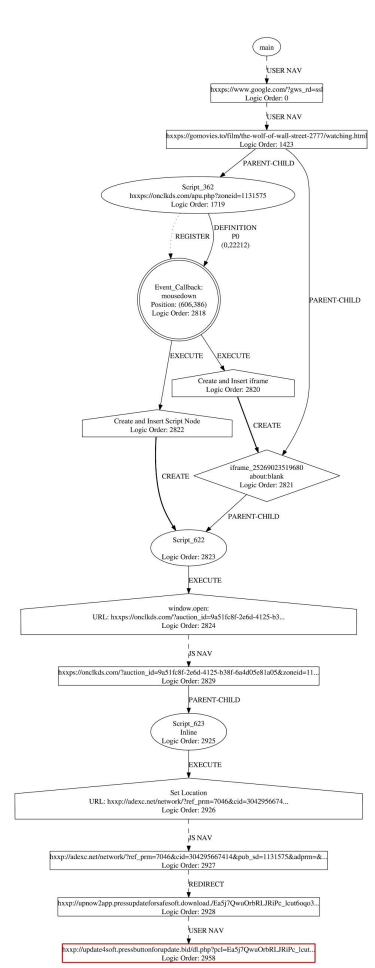 main
USER NAV
hxxps://www.google.com/?gws_rd=ssl
Logic Order: 0
USER NAV
hxxps://gomovies.to/film/the-wolf-of-wall-street-2777/watching.html
Logic Order: 1423
PARENT-CHILD
Script_362
hxxps://onclkds.com/apu.php?zoneid=1131575
Logic Order: 1719
REGISTER
DEFINITION
P0
(0,22212)
Event_Callback:
mousedown
Position: (606,386)
Logic Order: 2818
PARENT-CHILD
EXECUTE
EXECUTE
Create and Insert iframe
Logic Order: 2820
Create and Insert Script Node
Logic Order: 2822
CREATE
CREATE
iframe_25269023519680
about:blank
Logic Order: 2821
PARENT-CHILD
Script_622
Logic Order: 2823
EXECUTE
window.open:
URL: hxxps://onclkds.com/?auction_id=9a51fc8f-2e6d-4125-b3...
Logic Order: 2824
JS NAV
hxxps://onclkds.com/?auction_id=9a51fc8f-2e6d-4125-b38f-6a4d05e81a05&zoneid=11...
Logic Order: 2829
PARENT-CHILD
Script_623
Inline
Logic Order: 2925
EXECUTE
Set Location
URL: hxxp://adexc.net/network/?ref_prm=7046&cid=3042956674...
Logic Order: 2926
JS NAV
hxxp://adexc.net/network/?ref_prm=7046&cid=304295667414&pub_sd=1131575&adprm=&...
Logic Order: 2927
REDIRECT
hxxp://upnow2app.pressupdateforsafesoft.download./Ea5j7QwuOrbRLJRiPc_lcut6oqo3...
Logic Order: 2928
USER NAV
hxxp://update4soft.pressbuttonforupdate.bid/dl.php?pcl=Ea5j7QwuOrbRLJRiPc_lcut...
Logic Order: 2958